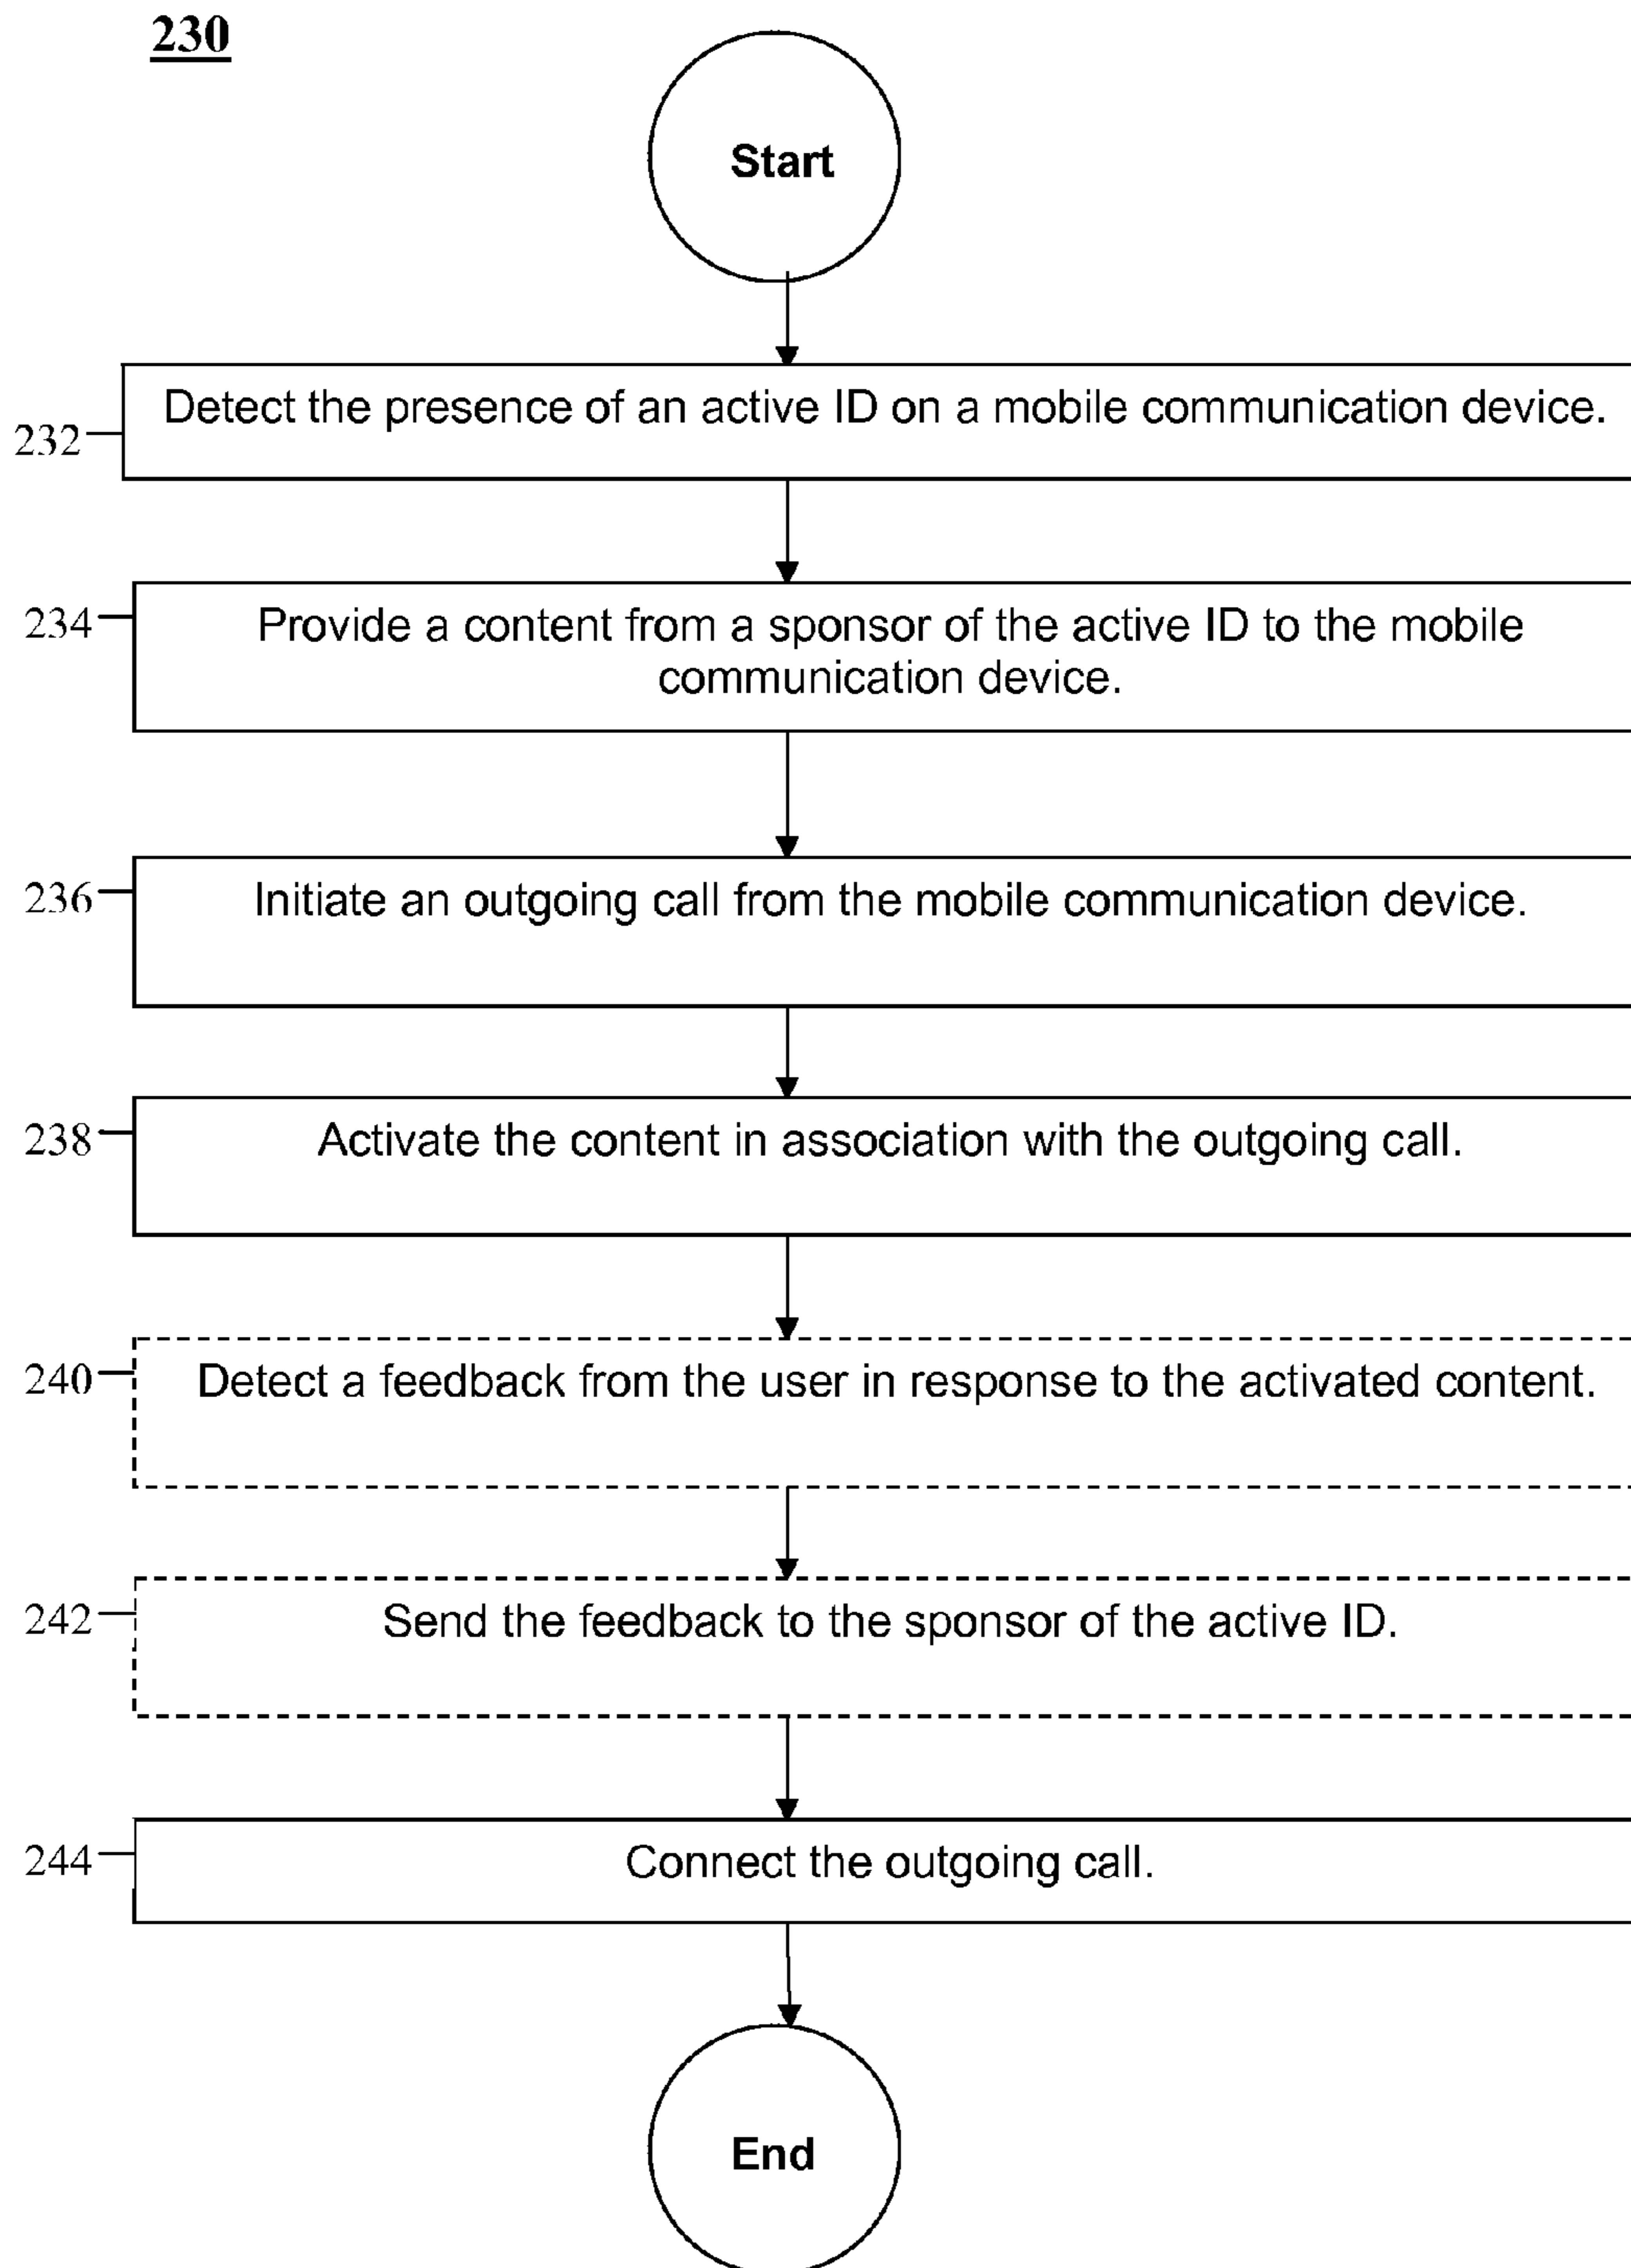 230
Start
232
Detect the presence of an active ID on a mobile communication device.
234
Provide a content from a sponsor of the active ID to the mobile
communication device.
236
Initiate an outgoing call from the mobile communication device.
238
Activate the content in association with the outgoing call.
240
Detect a feedback from the user in response to the activated content.
242
Send the feedback to the sponsor of the active ID.
244
Connect the outgoing call.
End